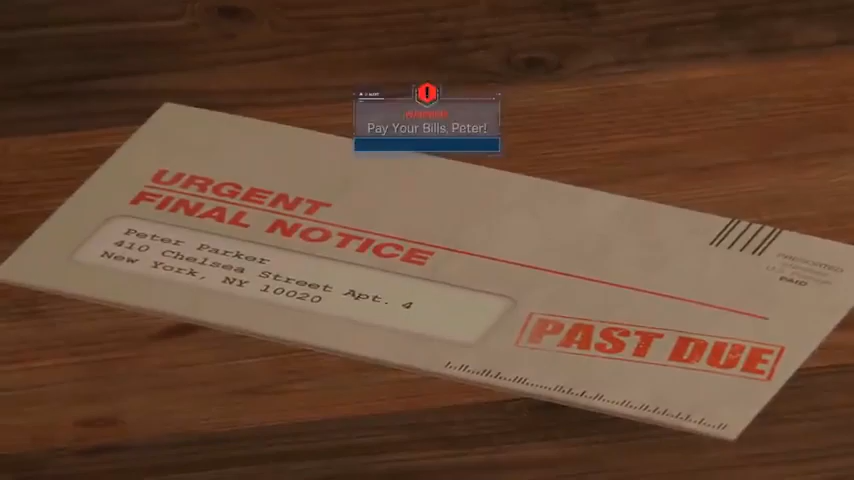 Pay Your Bills, Peter!
URGENT
FINAL NOTICE
Peter Parker
410 Chelsea Street Apt. 4
New York, NY 10020
PRESORTED
PAID
PAST DUE